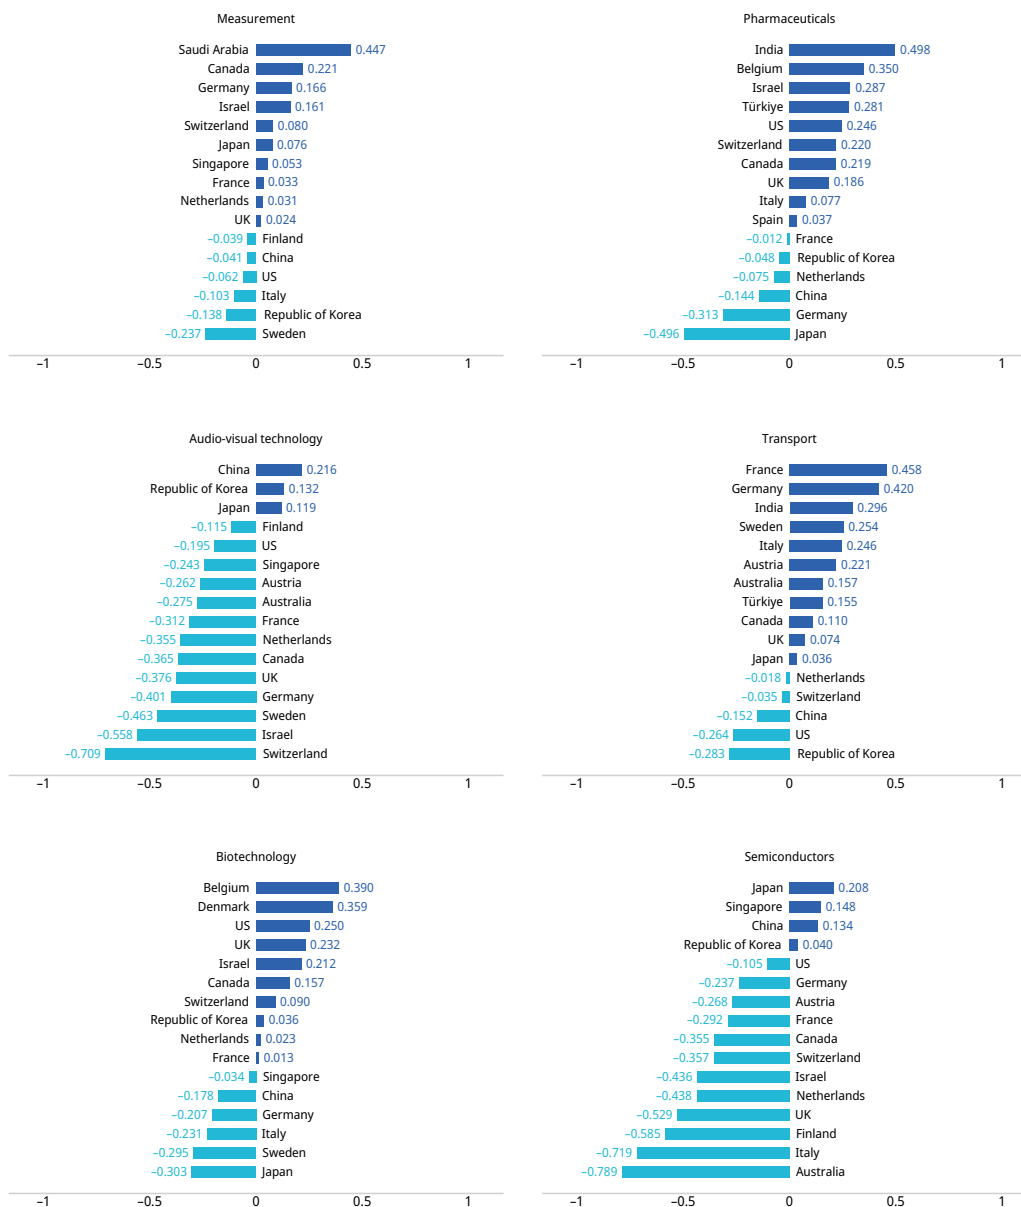 Measurement
Saudi Arabia 0.447
Canada 0.221
Germany 0.166
Israel 0.161
Switzerland 0.080
Japan 0.076
Singapore 0.053
France 0.033
Netherlands 0.031
UK 0.024
–0.039 Finland
–0.041 China
–0.062 US
–0.103 Italy
–0.138 Republic of Korea
–0.237 Sweden
–1 –0.5 0 0.5 1
Pharmaceuticals
India 0.498
Belgium 0.350
Israel 0.287
Türkiye 0.281
US 0.246
Switzerland 0.220
Canada 0.219
UK 0.186
Italy 0.077
Spain 0.037
–0.012 France
–0.048 Republic of Korea
–0.075 Netherlands
–0.144 China
–0.313 Germany
–0.496 Japan
–1 –0.5 0 0.5 1
Audio-visual technology
China 0.216
Republic of Korea 0.132
Japan 0.119
–0.115 Finland
–0.195 US
–0.243 Singapore
–0.262 Austria
–0.275 Australia
–0.312 France
–0.355 Netherlands
–0.365 Canada
–0.376 UK
–0.401 Germany
–0.463 Sweden
–0.558 Israel
–0.709 Switzerland
–1 –0.5 0 0.5 1
Transport
France 0.458
Germany 0.420
India 0.296
Sweden 0.254
Italy 0.246
Austria 0.221
Australia 0.157
Türkiye 0.155
Canada 0.110
UK 0.074
Japan 0.036
–0.018 Netherlands
–0.035 Switzerland
–0.152 China
–0.264 US
–0.283 Republic of Korea
–1 –0.5 0 0.5 1
Biotechnology
Belgium 0.390
Denmark 0.359
US 0.250
UK 0.232
Israel 0.212
Canada 0.157
Switzerland 0.090
Republic of Korea 0.036
Netherlands 0.023
France 0.013
–0.034 Singapore
–0.178 China
–0.207 Germany
–0.231 Italy
–0.295 Sweden
–0.303 Japan
–1 –0.5 0 0.5 1
Semiconductors
Japan 0.208
Singapore 0.148
China 0.134
Republic of Korea 0.040
–0.105 US
–0.237 Germany
–0.268 Austria
–0.292 France
–0.355 Canada
–0.357 Switzerland
–0.436 Israel
–0.438 Netherlands
–0.529 UK
–0.585 Finland
–0.719 Italy
–0.789 Australia
–1 –0.5 0 0.5 1